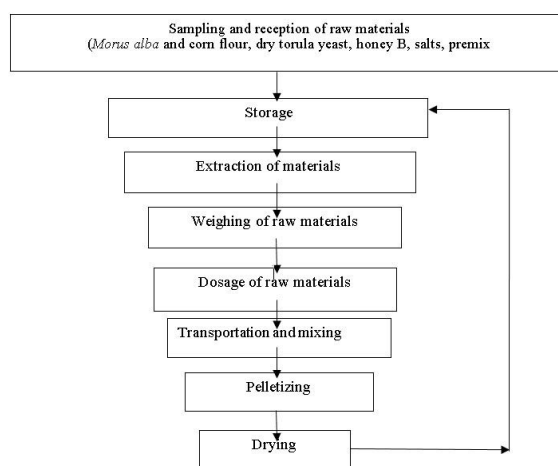 Sampling and reception of raw materials
(Morus alba and corn flour, dry torula yeast, honey B, salts, premix
Storage
Extraction of materials
Weighing of raw materials
Dosage of raw materials
Transportation and mixing
Pelletizing
Drying